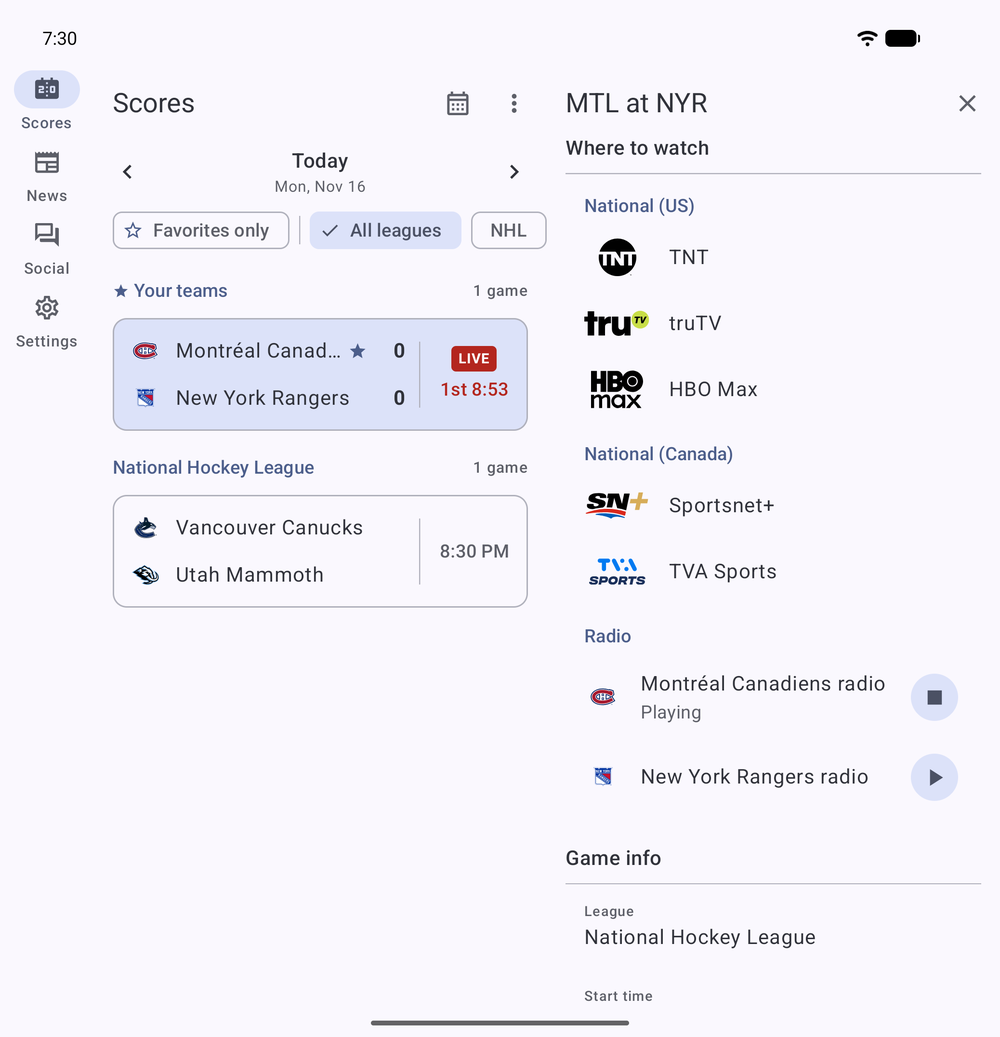 7:30
2:0
Scores
News
Social
Settings
Scores
Today
Mon, Nov 16
Favorites only
All leagues
NHL
Your teams
1 game
Montréal Canad...
0
New York Rangers
0
LIVE
1st 8:53
National Hockey League
1 game
Vancouver Canucks
Utah Mammoth
8:30 PM
MTL at NYR
Where to watch
National (US)
TNT
TNT
tru TV
truTV
HBO
max
HBO Max
National (Canada)
SN+
Sportsnet+
TVA
SPORTS
TVA Sports
Radio
Montréal Canadiens radio
Playing
New York Rangers radio
Game info
League
National Hockey League
Start time